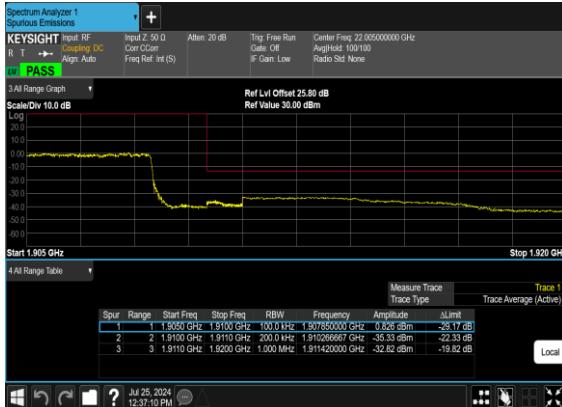 Spectrum Analyzer 1
Spurious Emissions
+
KEYSIGHT Input: RF Input Z: 50 Ω Atten: 20 dB Trig: Free Run Center Freq: 22.005000000 GHz
R T Coupling: DC Corr CCorr Gate: Off Avg|Hold: 100/100
Align: Auto Freq Ref: Int (S) IF Gain: Low Radio Std: None
PASS
3 All Range Graph
Ref Lvl Offset 25.80 dB
Scale/Div 10.0 dB Ref Value 30.00 dBm
Log
20.0
10.0
0.00
-10.0
-20.0
-30.0
-40.0
-50.0
-60.0
Start 1.905 GHz Stop 1.920 GH
4 All Range Table
Measure Trace Trace 1
Trace Type Trace Average (Active)
Spur Range Start Freq Stop Freq RBW Frequency Amplitude ΔLimit
1 1 1.9050 GHz 1.9100 GHz 100.0 kHz 1.907850000 GHz 0.826 dBm -29.17 dB
2 2 1.9100 GHz 1.9110 GHz 200.0 kHz 1.910266667 GHz -35.33 dBm -22.33 dB
3 3 1.9110 GHz 1.9200 GHz 1.000 MHz 1.911420000 GHz -32.82 dBm -19.82 dB
Local
? Jul 25, 2024
12:37:10 PM